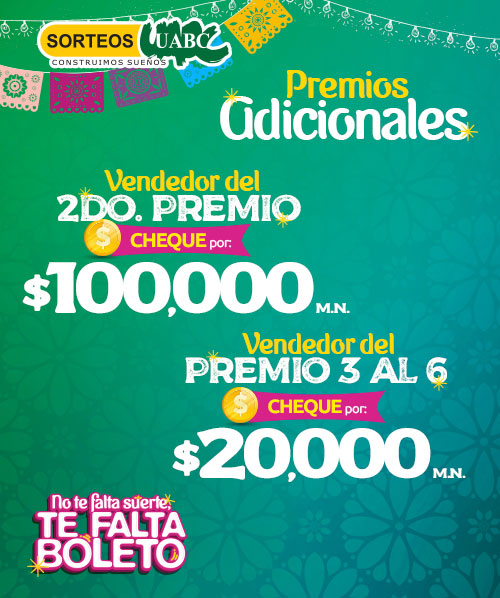 SORTEOS UABC
CONSTRUIMOS SUEÑOS
Premios
adicionales
Vendedor del
2DO. PREMIO
CHEQUE por:
$100,000 M.N.
Vendedor del
PREMIO 3 AL 6
CHEQUE por:
$20,000 M.N.
No te falta suerte,
TE FALTA
BOLETO